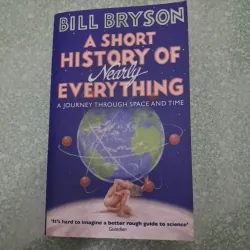 BILL BRYSON
A SHORT
HISTORY OF
Nearly
EVERYTHING
A JOURNEY THROUGH SPACE AND TIME
'It's hard to imagine a better rough guide to science'
Guardian